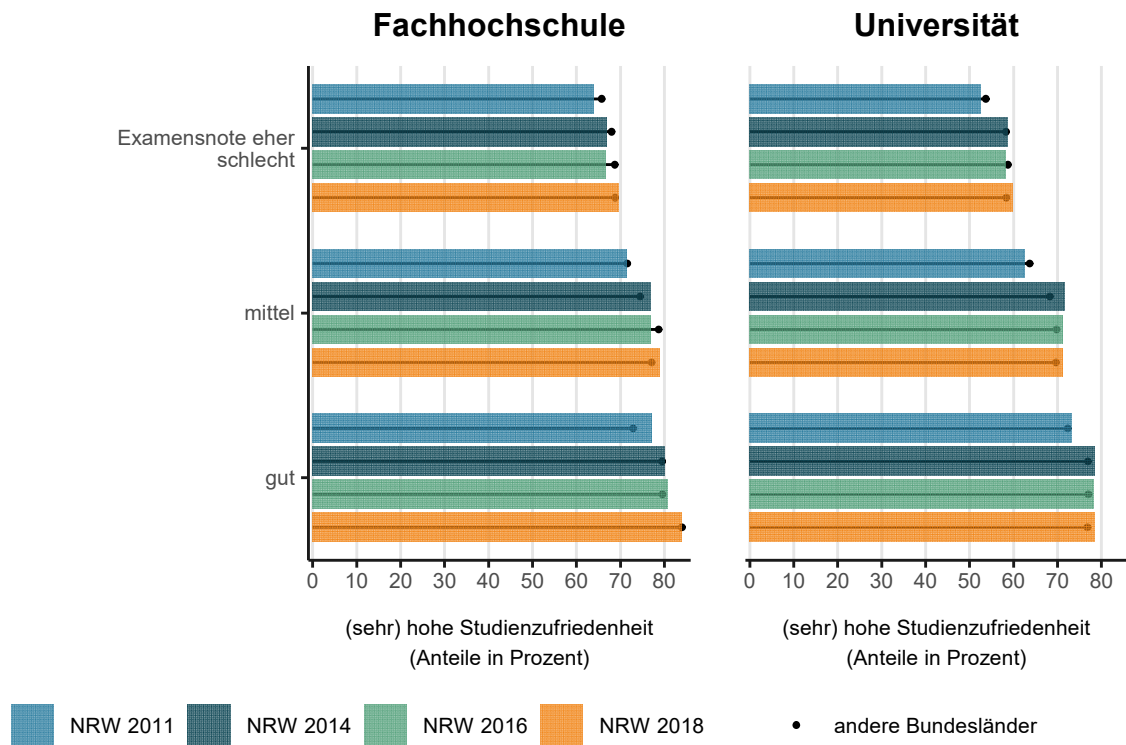 Fachhochschule
Universität
Examensnote eher
schlecht
mittel
gut
0 10 20 30 40 50 60 70 80
0 10 20 30 40 50 60 70 80
(sehr) hohe Studienzufriedenheit
(Anteile in Prozent)
(sehr) hohe Studienzufriedenheit
(Anteile in Prozent)
NRW 2011 NRW 2014 NRW 2016 NRW 2018 andere Bundesländer